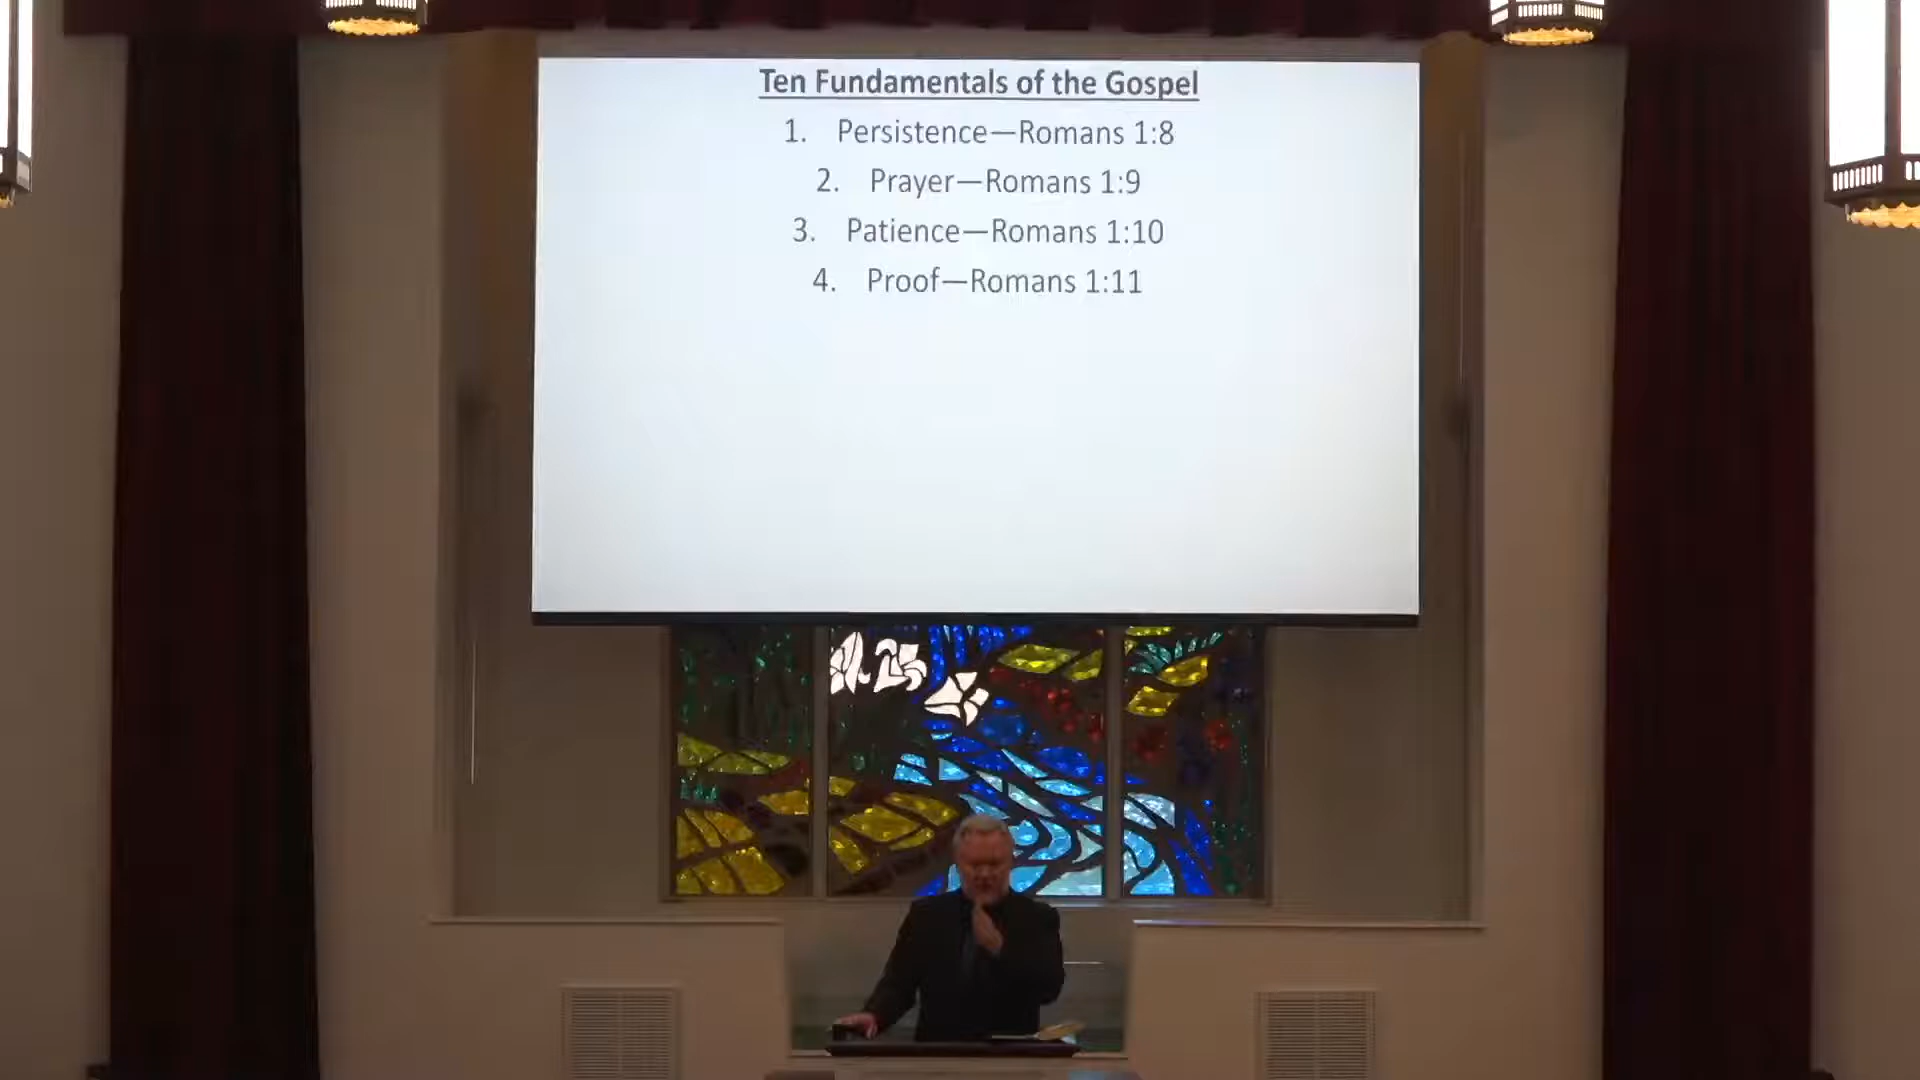 Ten Fundamentals of the Gospel
1. Persistence—Romans 1:8
2. Prayer—Romans 1:9
3. Patience—Romans 1:10
4. Proof—Romans 1:11